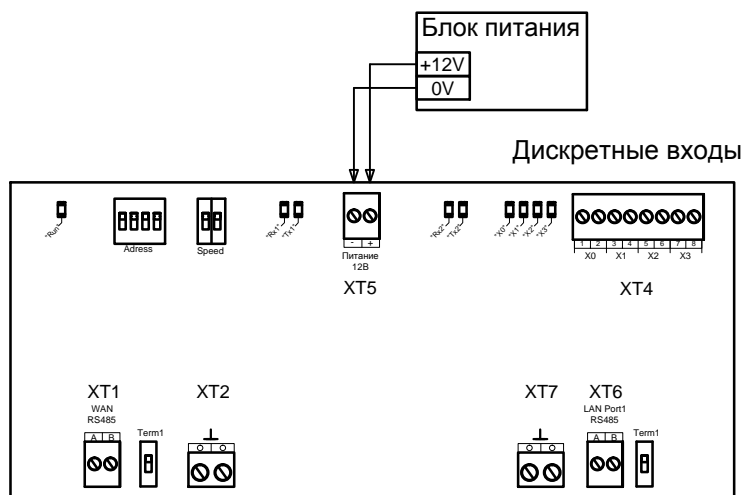 Блок питания
+12V
0V
Дискретные входы
"Run"
Adress
Speed
"Rx1"
"Tx1"
- +
Питание
12В
XT5
"Rx2"
"Tx2"
"X0"
"X1"
"X2"
"X3"
1 2 3 4 5 6 7 8
X0 X1 X2 X3
XT4
XT1
WAN
RS485
A B
Term1
XT2
XT7
XT6
LAN Port1
RS485
A B
Term1